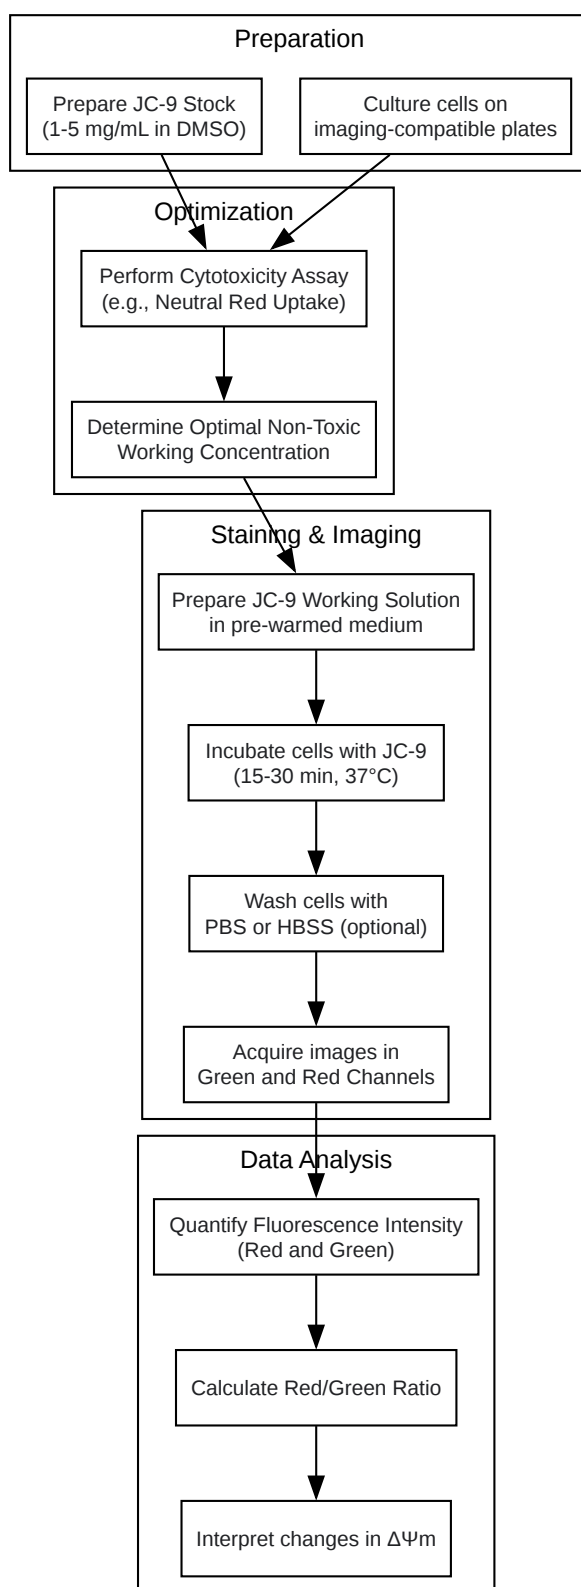 Preparation
Prepare JC-9 Stock
(1-5 mg/mL in DMSO)
Culture cells on
imaging-compatible plates
Optimization
Perform Cytotoxicity Assay
(e.g., Neutral Red Uptake)
Determine Optimal Non-Toxic
Working Concentration
Staining & Imaging
Prepare JC-9 Working Solution
in pre-warmed medium
Incubate cells with JC-9
(15-30 min, 37°C)
Wash cells with
PBS or HBSS (optional)
Acquire images in
Green and Red Channels
Data Analysis
Quantify Fluorescence Intensity
(Red and Green)
Calculate Red/Green Ratio
Interpret changes in ΔΨm